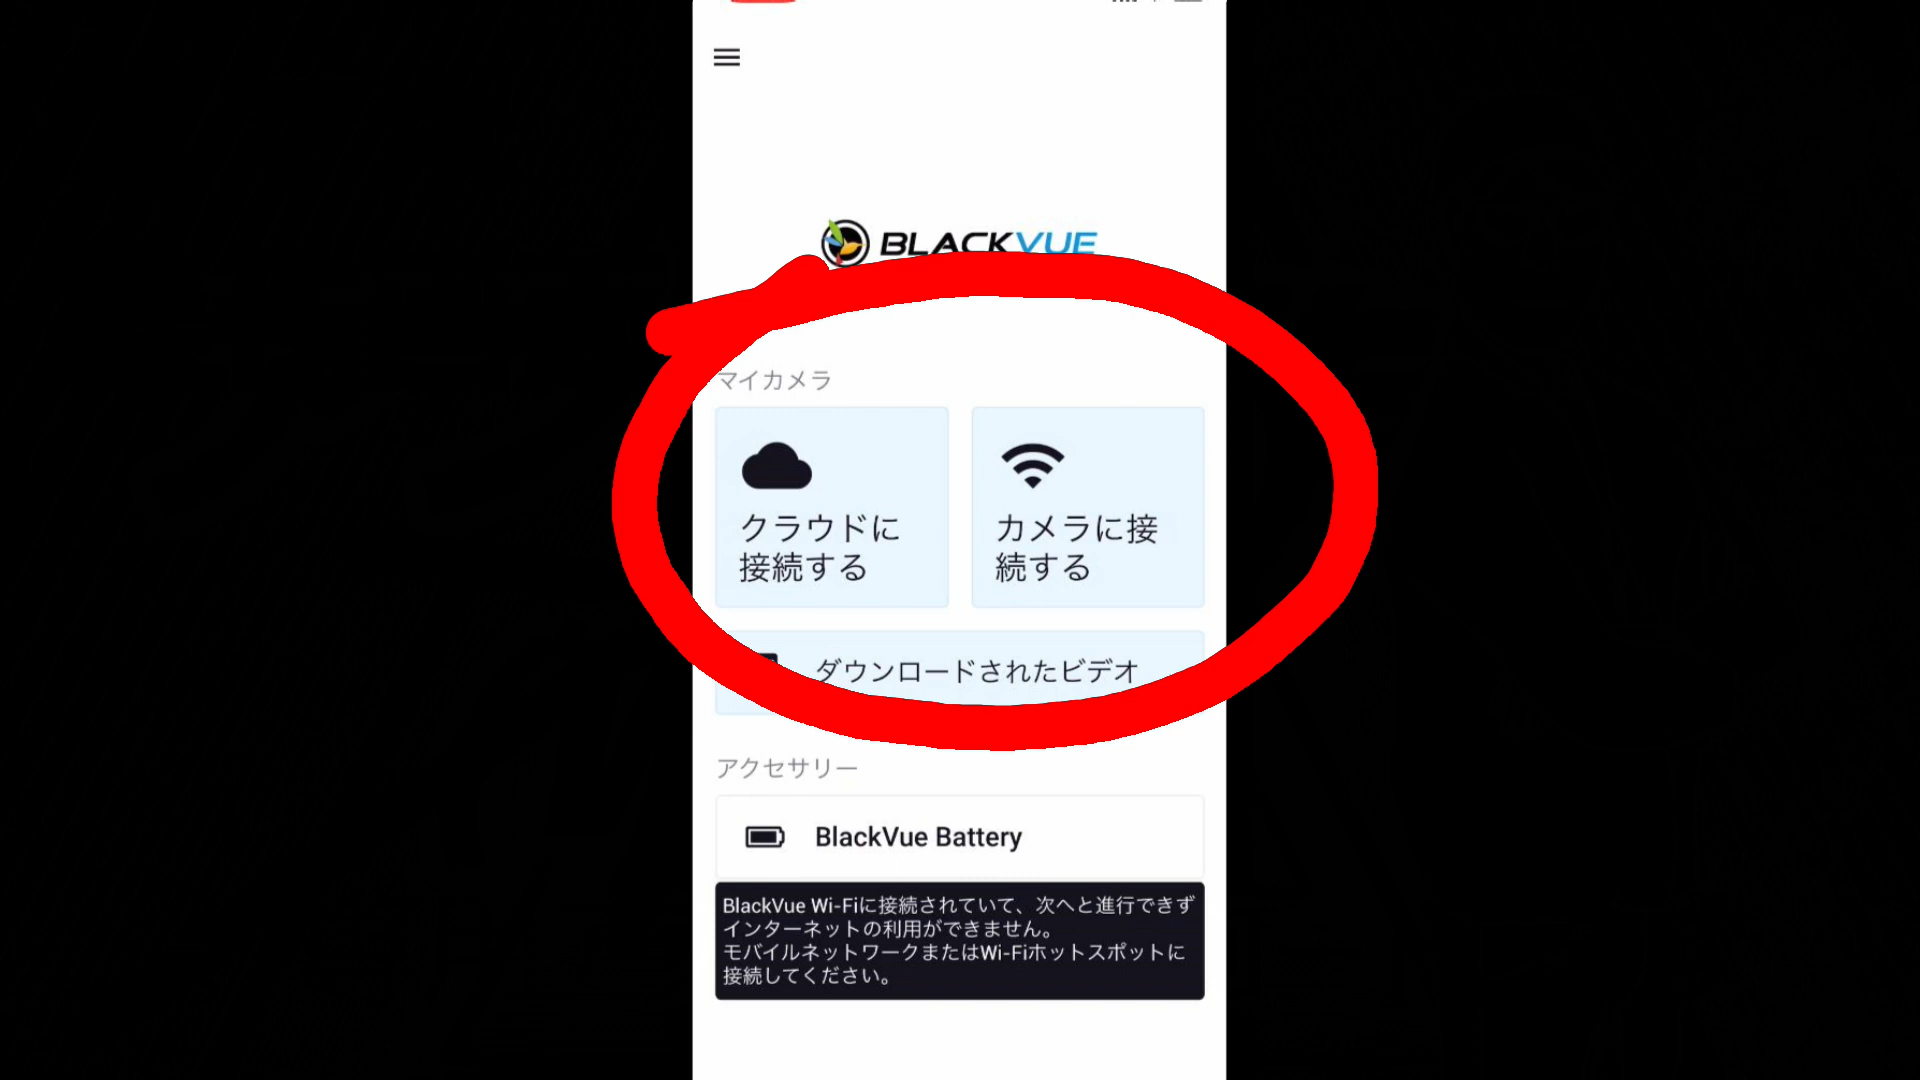 BLACKVUE
マイカメラ
クラウドに
接続する
カメラに接
続する
ダウンロードされたビデオ
アクセサリー
BlackVue Battery
BlackVue Wi-Fiに接続されていて、次へと進行できず
インターネットの利用ができません。
モバイルネットワークまたはWi-Fiホットスポットに
接続してください。